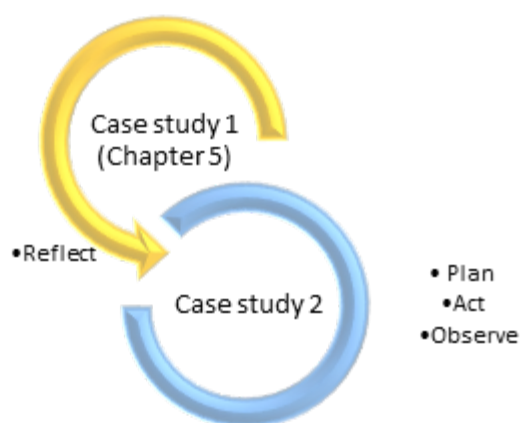 Case study 1
(Chapter 5)
•Reflect
Case study 2
• Plan
•Act
•Observe